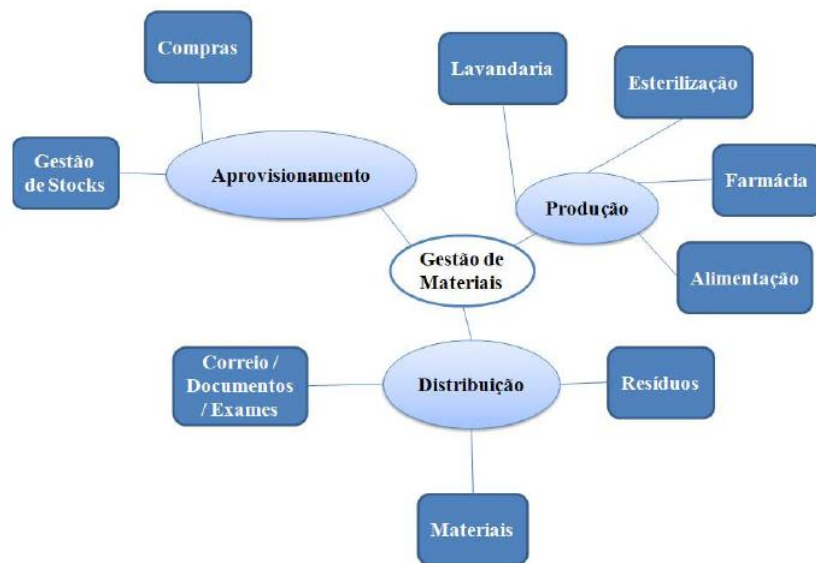 Compras
Lavandaria
Esterilização
Gestão
de Stocks
Aprovisionamento
Produção
Farmácia
Gestão de
Materiais
Alimentação
Correio /
Documentos
/ Exames
Distribuição
Resíduos
Materiais